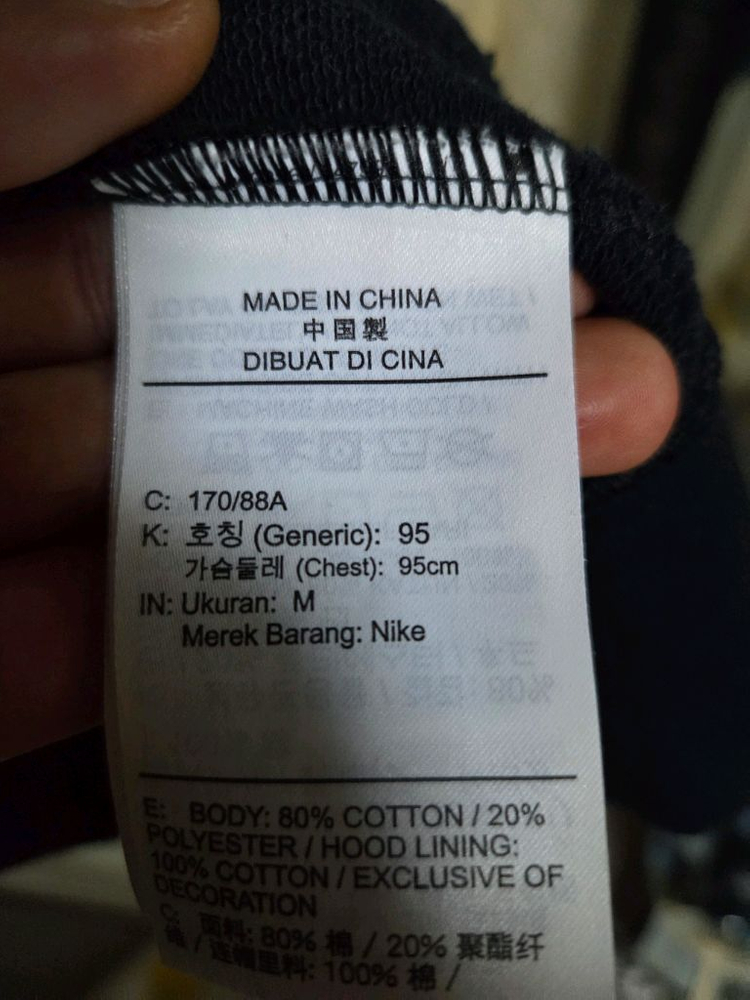 MADE IN CHINA
中国製
DIBUAT DI CINA
C: 170/88A
K: 호칭 (Generic): 95
가슴둘레 (Chest): 95cm
IN: Ukuran: M
Merek Barang: Nike
E: BODY: 80% COTTON / 20%
POLYESTER / HOOD LINING:
100% COTTON / EXCLUSIVE OF
DECORATION
C: 面料: 80% 棉 / 20% 聚酯纤
维 / 连帽里料: 100% 棉 /